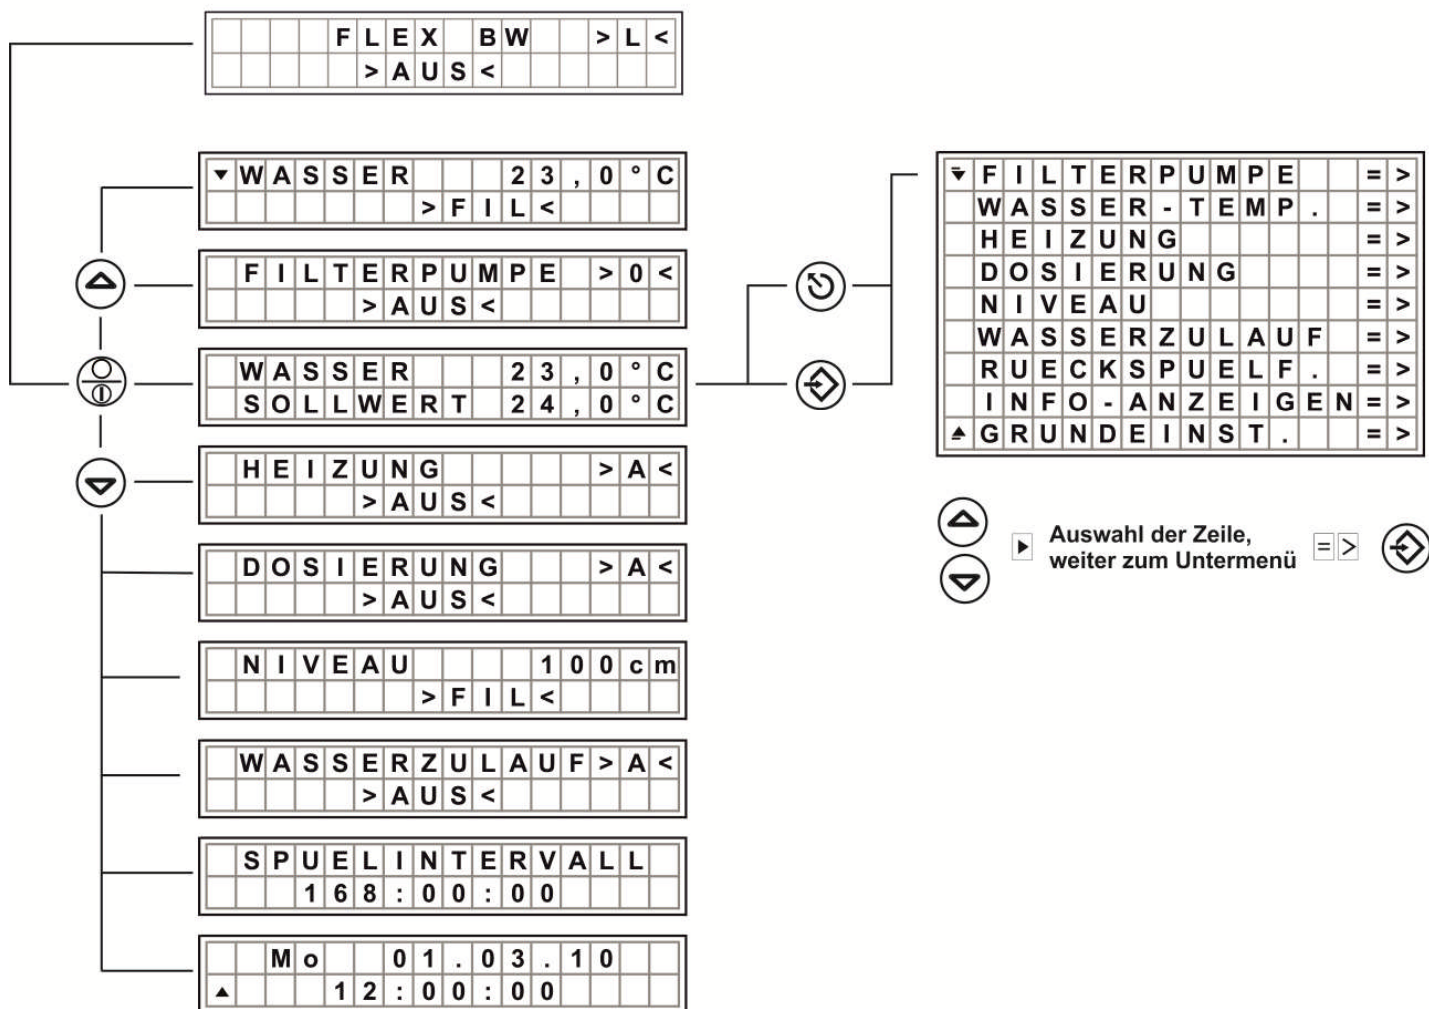 FLEX BW >L<
>AUS<
▼WASSER 23,0°C
>FIL<
FILTERPUMPE >0<
>AUS<
WASSER 23,0°C
SOLLWERT 24,0°C
HEIZUNG >A<
>AUS<
DOSIERUNG >A<
>AUS<
NIVEAU 100cm
>FIL<
WASSERZULAUF>A<
>AUS<
SPUELINTERVALL
168:00:00
Mo 01.03.10
▲ 12:00:00
FILTERPUMPE =>
WASSER-TEMP. =>
HEIZUNG =>
DOSIERUNG =>
NIVEAU =>
WASSERZULAUF =>
RUECKSPUELF. =>
INFO-ANZEIGEN=>
GRUNDEINST. =>
Auswahl der Zeile,
weiter zum Untermenü =>